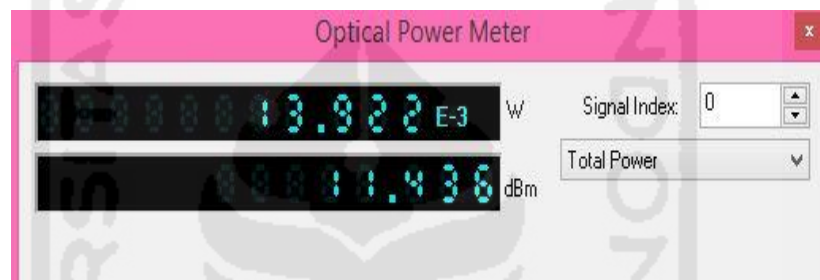 Optical Power Meter
x
13.922 E-3 W
Signal Index: 0
11.436 dBm
Total Power